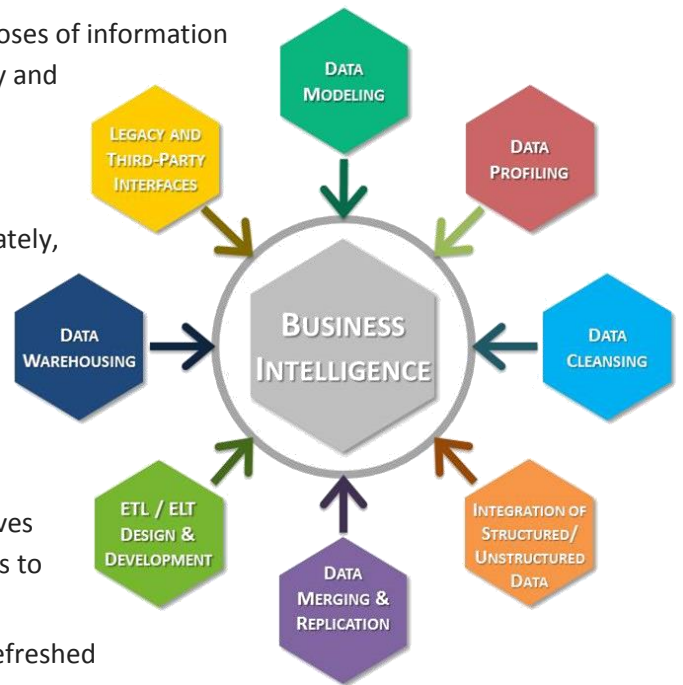 oses of information
y and
ately,
ves
s to
efreshed
DATA
MODELING
DATA
PROFILING
DATA
CLEANSING
INTEGRATION OF
STRUCTURED/
UNSTRUCTURED
DATA
DATA
MERGING &
REPLICATION
ETL / ELT
DESIGN &
DEVELOPMENT
DATA
WAREHOUSING
LEGACY AND
THIRD-PARTY
INTERFACES
BUSINESS
INTELLIGENCE